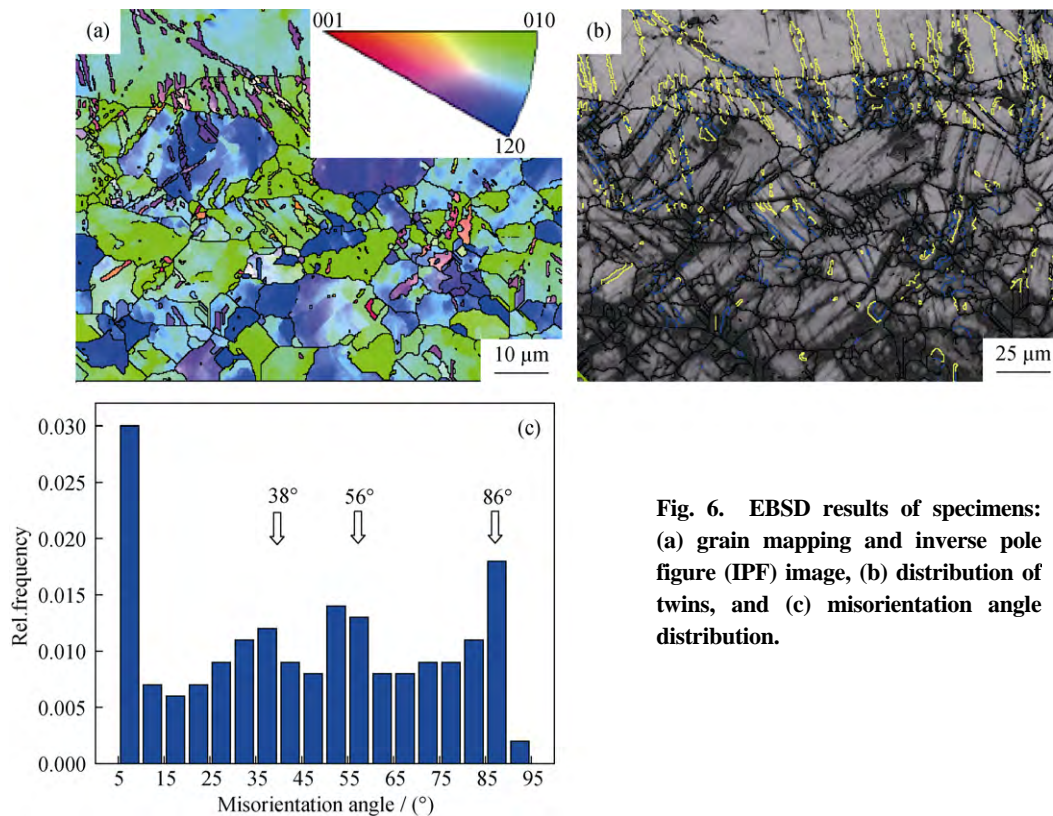 (a)
001
010
120
10 μm
(b)
25 μm
(c)
0.030
0.025
0.020
0.015
0.010
0.005
0.000
Rel.frequency
38°
56°
86°
5 15 25 35 45 57 65 75 85 95
Misorientation angle / (°)
Fig. 6. EBSD results of specimens:
(a) grain mapping and inverse pole
figure (IPF) image, (b) distribution of
twins, and (c) misorientation angle
distribution.